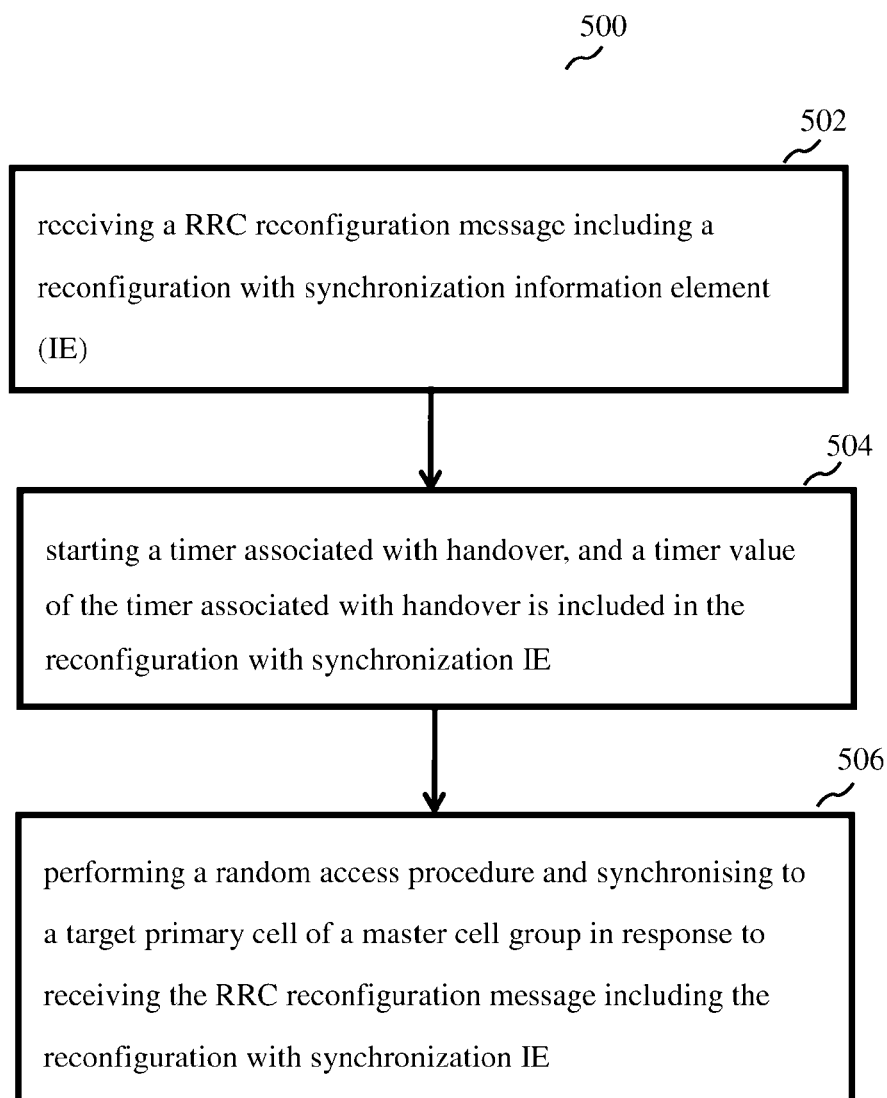 500
502
receiving a RRC reconfiguration message including a
reconfiguration with synchronization information element
(IE)
504
starting a timer associated with handover, and a timer value
of the timer associated with handover is included in the
reconfiguration with synchronization IE
506
performing a random access procedure and synchronising to
a target primary cell of a master cell group in response to
receiving the RRC reconfiguration message including the
reconfiguration with synchronization IE